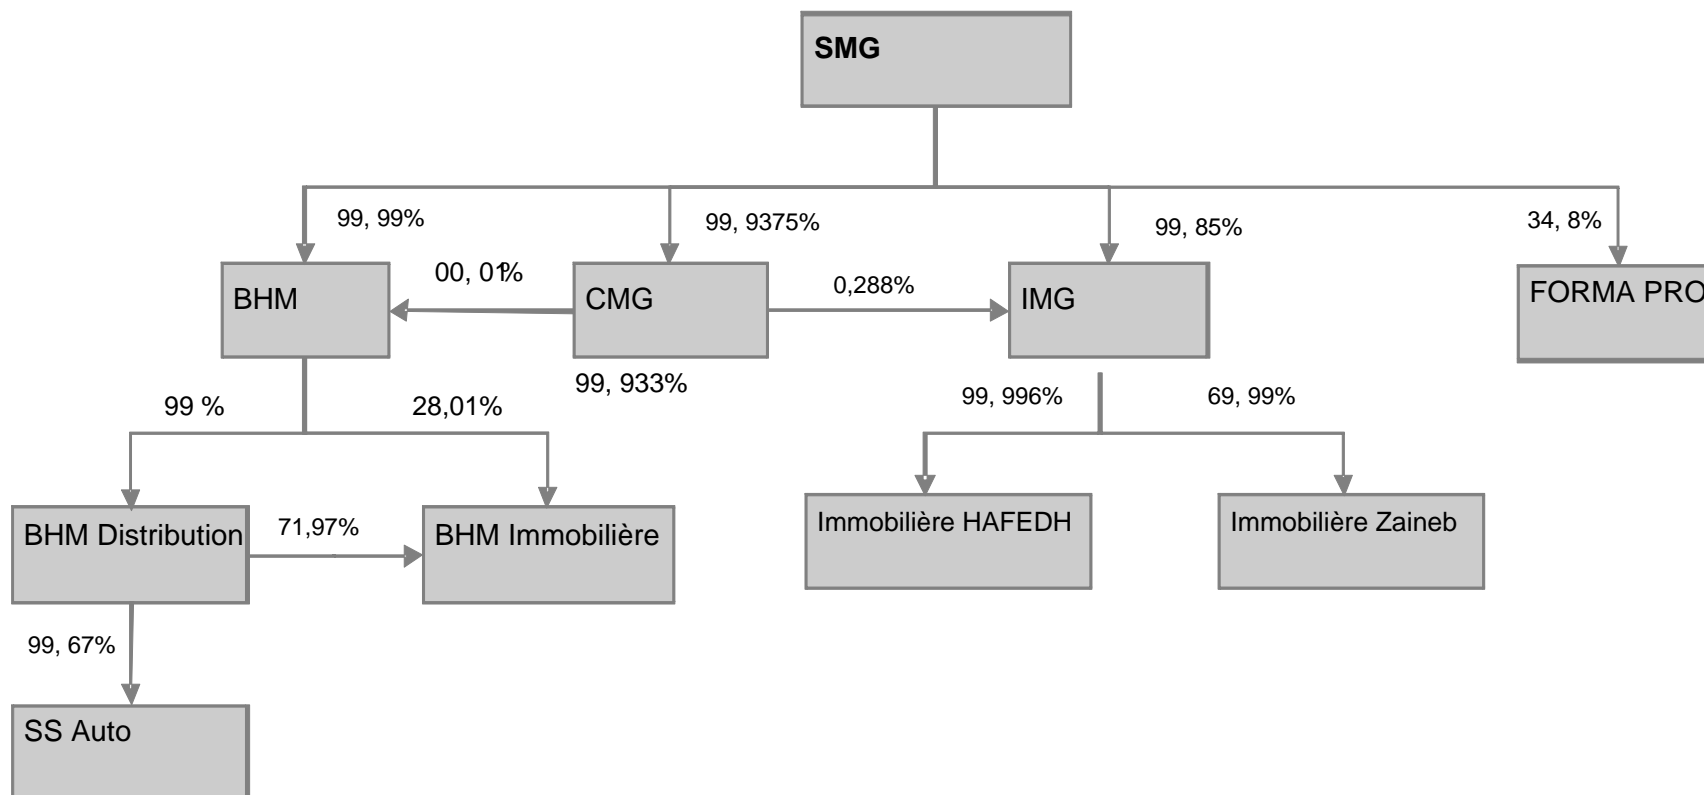 SMG
99, 99%
99, 9375%
99, 85%
34, 8%
BHM
00, 01%
CMG
0,288%
IMG
FORMA PRO
99 %
28,01%
99, 933%
99, 996%
69, 99%
BHM Distribution
71,97%
BHM Immobilière
Immobilière HAFEDH
Immobilière Zaineb
99, 67%
SS Auto